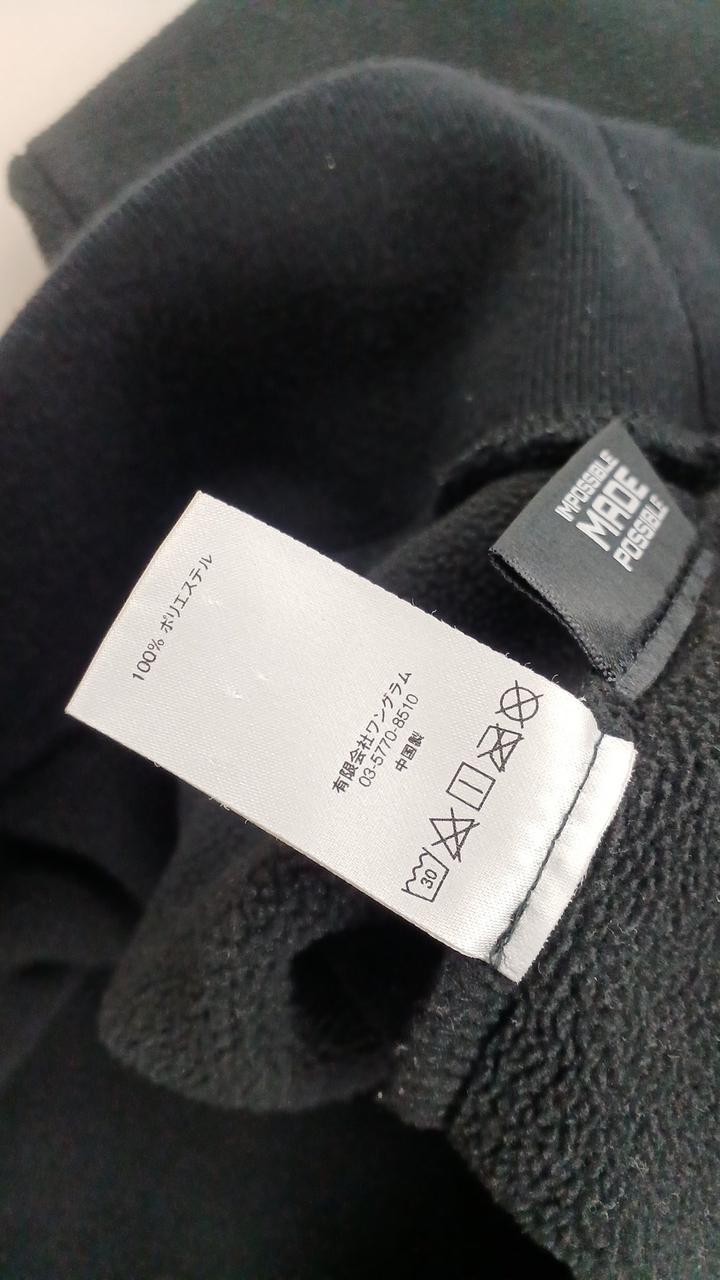 100% ポリエステル
有限会社ワングラム
03-5770-8510
中国製
30
IMPOSSIBLE
MADE
POSSIBLE